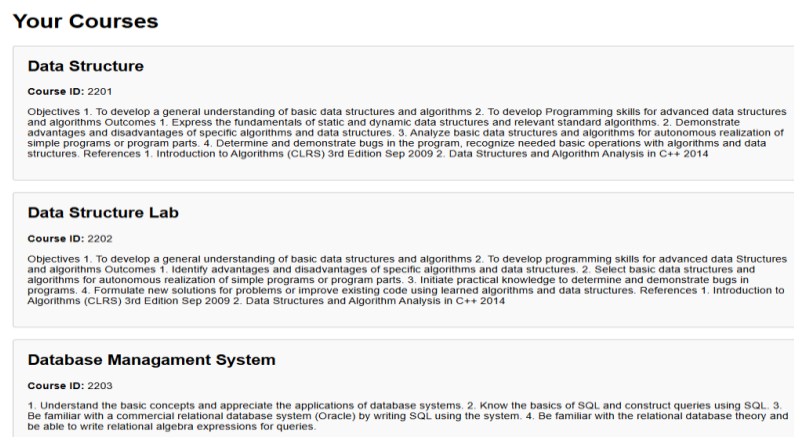 Your Courses
Data Structure
Course ID: 2201
Objectives 1. To develop a general understanding of basic data structures and algorithms 2. To develop Programming skills for advanced data structures
and algorithms Outcomes 1. Express the fundamentals of static and dynamic data structures and relevant standard algorithms. 2. Demonstrate
advantages and disadvantages of specific algorithms and data structures. 3. Analyze basic data structures and algorithms for autonomous realization of
simple programs or program parts. 4. Determine and demonstrate bugs in the program, recognize needed basic operations with algorithms and data
structures. References 1. Introduction to Algorithms (CLRS) 3rd Edition Sep 2009 2. Data Structures and Algorithm Analysis in C++ 2014
Data Structure Lab
Course ID: 2202
Objectives 1. To develop a general understanding of basic data structures and algorithms 2. To develop programming skills for advanced data Structures
and algorithms Outcomes 1. Identify advantages and disadvantages of specific algorithms and data structures. 2. Select basic data structures and
algorithms for autonomous realization of simple programs or program parts. 3. Initiate practical knowledge to determine and demonstrate bugs in
programs. 4. Formulate new solutions for problems or improve existing code using learned algorithms and data structures. References 1. Introduction to
Algorithms (CLRS) 3rd Edition Sep 2009 2. Data Structures and Algorithm Analysis in C++ 2014
Database Managament System
Course ID: 2203
1. Understand the basic concepts and appreciate the applications of database systems. 2. Know the basics of SQL and construct queries using SQL. 3.
Be familiar with a commercial relational database system (Oracle) by writing SQL using the system. 4. Be familiar with the relational database theory and
be able to write relational algebra expressions for queries.